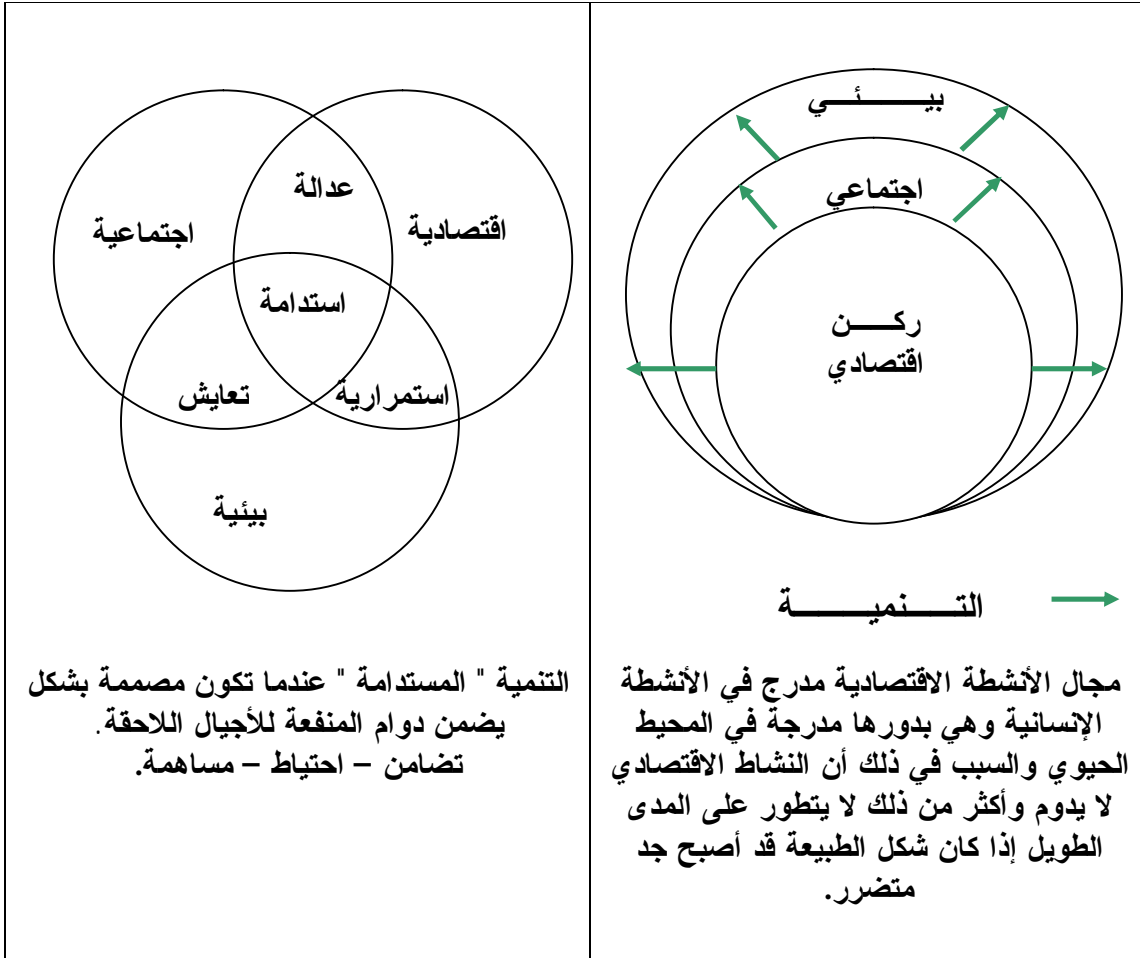 بيــــــئــــي
اجتماعي
ركـــــن
اقتصادي
التـــــنميـــــــــة
مجال الأنشطة الاقتصادية مدرج في الأنشطة
الإنسانية وهي بدورها مدرجة في المحيط
الحيوي والسبب في ذلك أن النشاط الاقتصادي
لا يدوم وأكثر من ذلك لا يتطور على المدى
الطويل إذا كان شكل الطبيعة قد أصبح جد
متضرر.
عدالة
اقتصادية
اجتماعية
استدامة
استمرارية
تعايش
بيئية
التنمية " المستدامة " عندما تكون مصممة بشكل
يضمن دوام المنفعة للأجيال اللاحقة.
تضامن – احتياط – مساهمة.